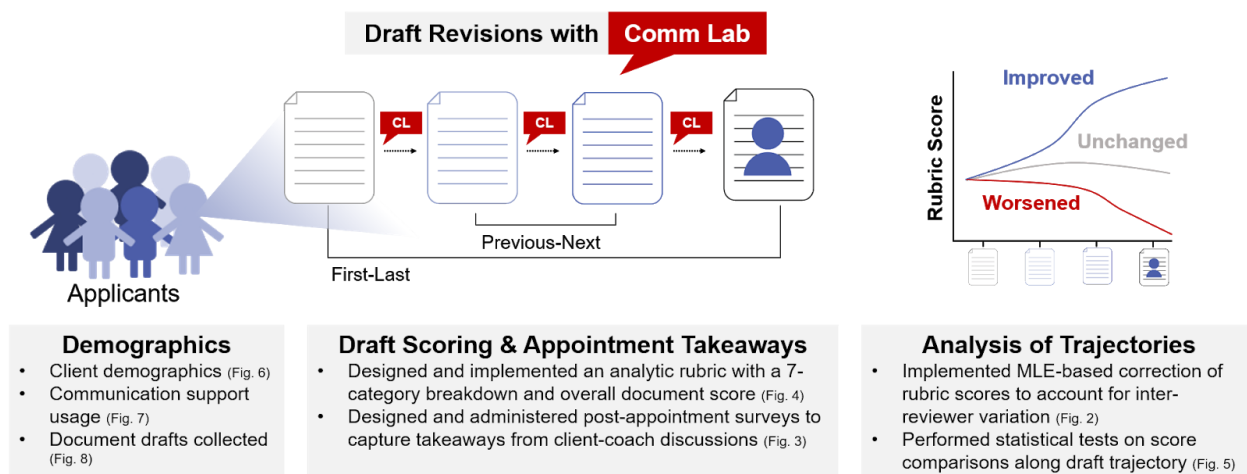 Draft Revisions with Comm Lab
CL
CL
CL
Previous-Next
First-Last
Applicants
Rubric Score
Improved
Unchanged
Worsened
Demographics
• Client demographics (Fig. 6)
• Communication support
usage (Fig. 7)
• Document drafts collected
(Fig. 8)
Draft Scoring & Appointment Takeaways
• Designed and implemented an analytic rubric with a 7-
category breakdown and overall document score (Fig. 4)
• Designed and administered post-appointment surveys to
capture takeaways from client-coach discussions (Fig. 3)
Analysis of Trajectories
• Implemented MLE-based correction of
rubric scores to account for inter-
reviewer variation (Fig. 2)
• Performed statistical tests on score
comparisons along draft trajectory (Fig. 5)